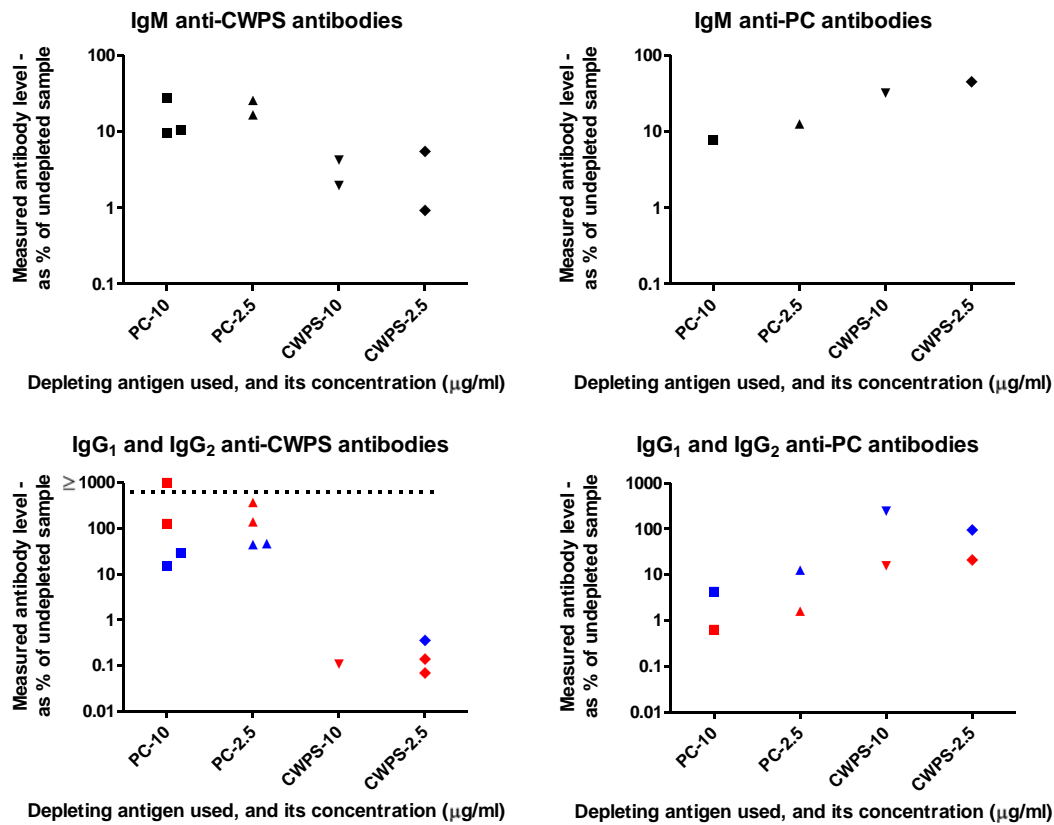 IgM anti-CWPS antibodies
Measured antibody level -
as % of undepleted sample
100
10
1
0.1
PC-10
PC-2.5
CWPS-10
CWPS-2.5
Depleting antigen used, and its concentration (μg/ml)
IgM anti-PC antibodies
Measured antibody level -
as % of undepleted sample
100
10
1
0.1
PC-10
PC-2.5
CWPS-10
CWPS-2.5
Depleting antigen used, and its concentration (μg/ml)
IgG₁ and IgG₂ anti-CWPS antibodies
Measured antibody level -
as % of undepleted sample
≥ 1000
100
10
1
0.1
0.01
PC-10
PC-2.5
CWPS-10
CWPS-2.5
Depleting antigen used, and its concentration (μg/ml)
IgG₁ and IgG₂ anti-PC antibodies
Measured antibody level -
as % of undepleted sample
1000
100
10
1
0.1
0.01
PC-10
PC-2.5
CWPS-10
CWPS-2.5
Depleting antigen used, and its concentration (μg/ml)